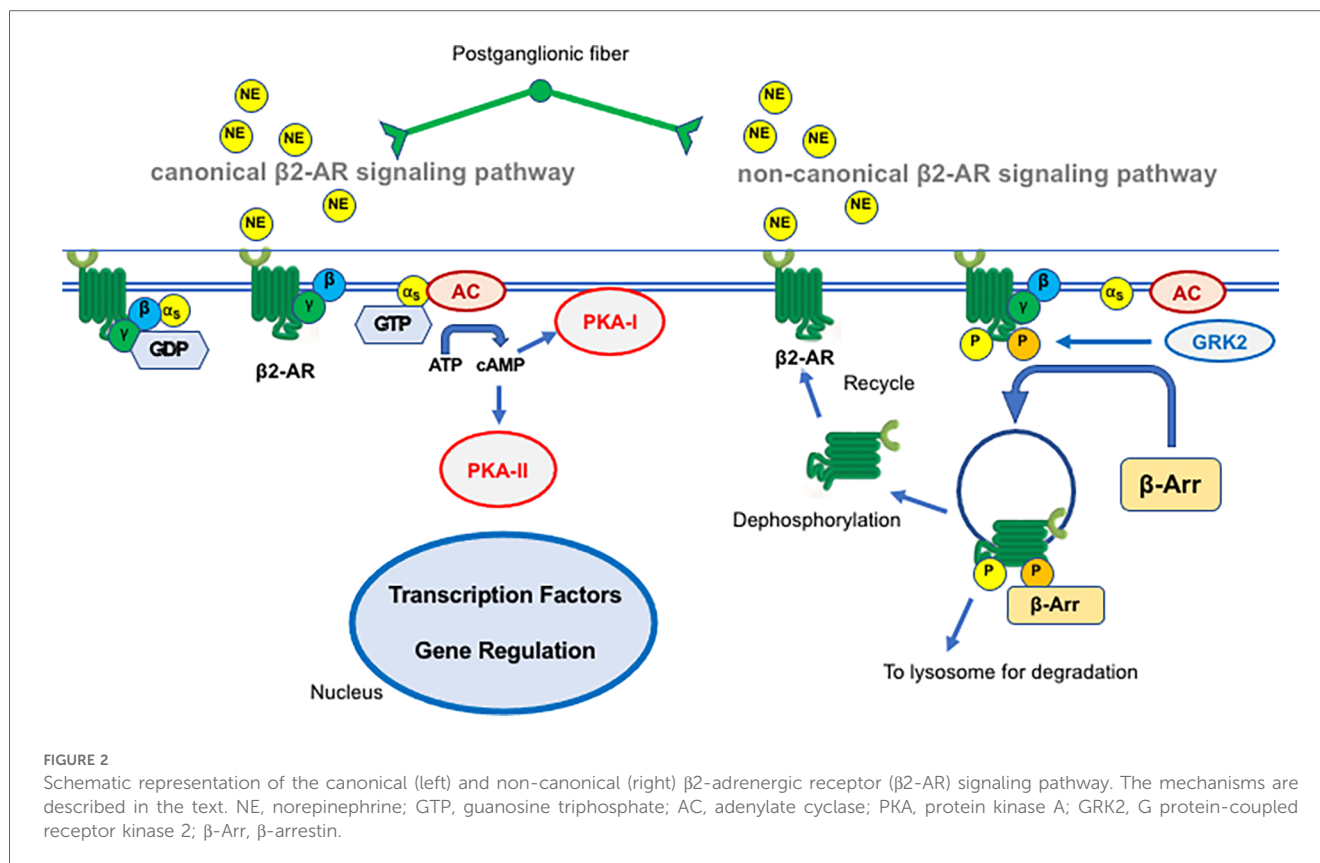 Postganglionic fiber
NE
NE
NE
NE
NE
NE
canonical β2-AR signaling pathway
non-canonical β2-AR signaling pathway
NE
NE
NE
NE
β
αs
γ
GDP
β
γ
β2-AR
αs
AC
GTP
ATP
cAMP
PKA-I
PKA-II
β2-AR
β
γ
αs
AC
P
P
GRK2
Recycle
Dephosphorylation
β-Arr
P
P
β-Arr
To lysosome for degradation
Transcription Factors
Gene Regulation
Nucleus
FIGURE 2
Schematic representation of the canonical (left) and non-canonical (right) β2-adrenergic receptor (β2-AR) signaling pathway. The mechanisms are
described in the text. NE, norepinephrine; GTP, guanosine triphosphate; AC, adenylate cyclase; PKA, protein kinase A; GRK2, G protein-coupled
receptor kinase 2; β-Arr, β-arrestin.